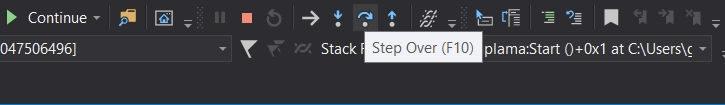 Continue
047506496]
Stack
Step Over (F10)
plama:Start ()+0x1 at C:\Users\